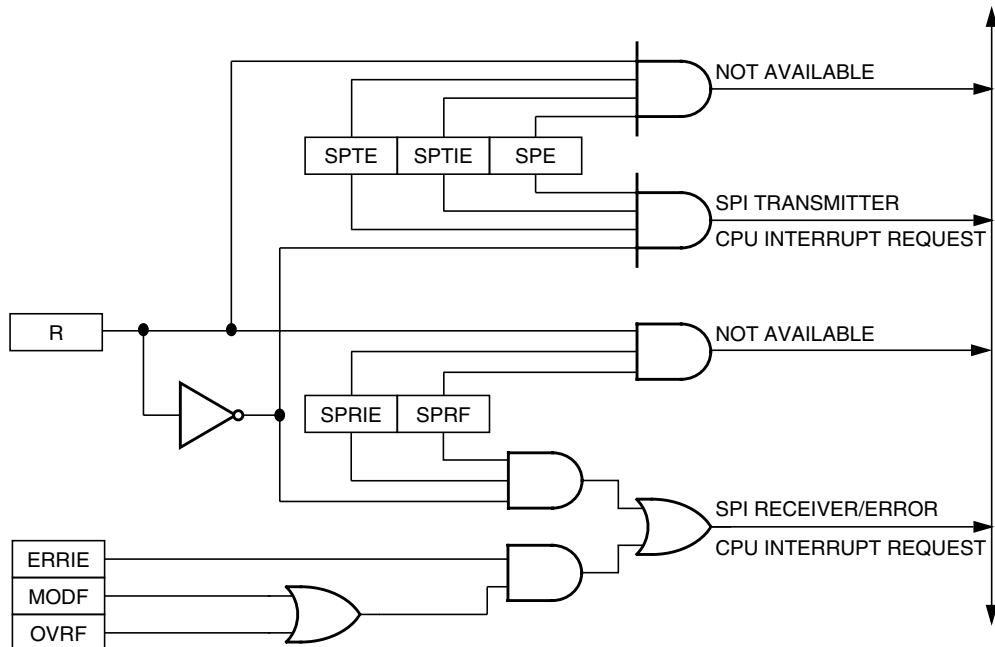 NOT AVAILABLE
SPTE SPTIE SPE
SPI TRANSMITTER
CPU INTERRUPT REQUEST
R
NOT AVAILABLE
SPRIE SPRF
SPI RECEIVER/ERROR
CPU INTERRUPT REQUEST
ERRIE
MODF
OVRF